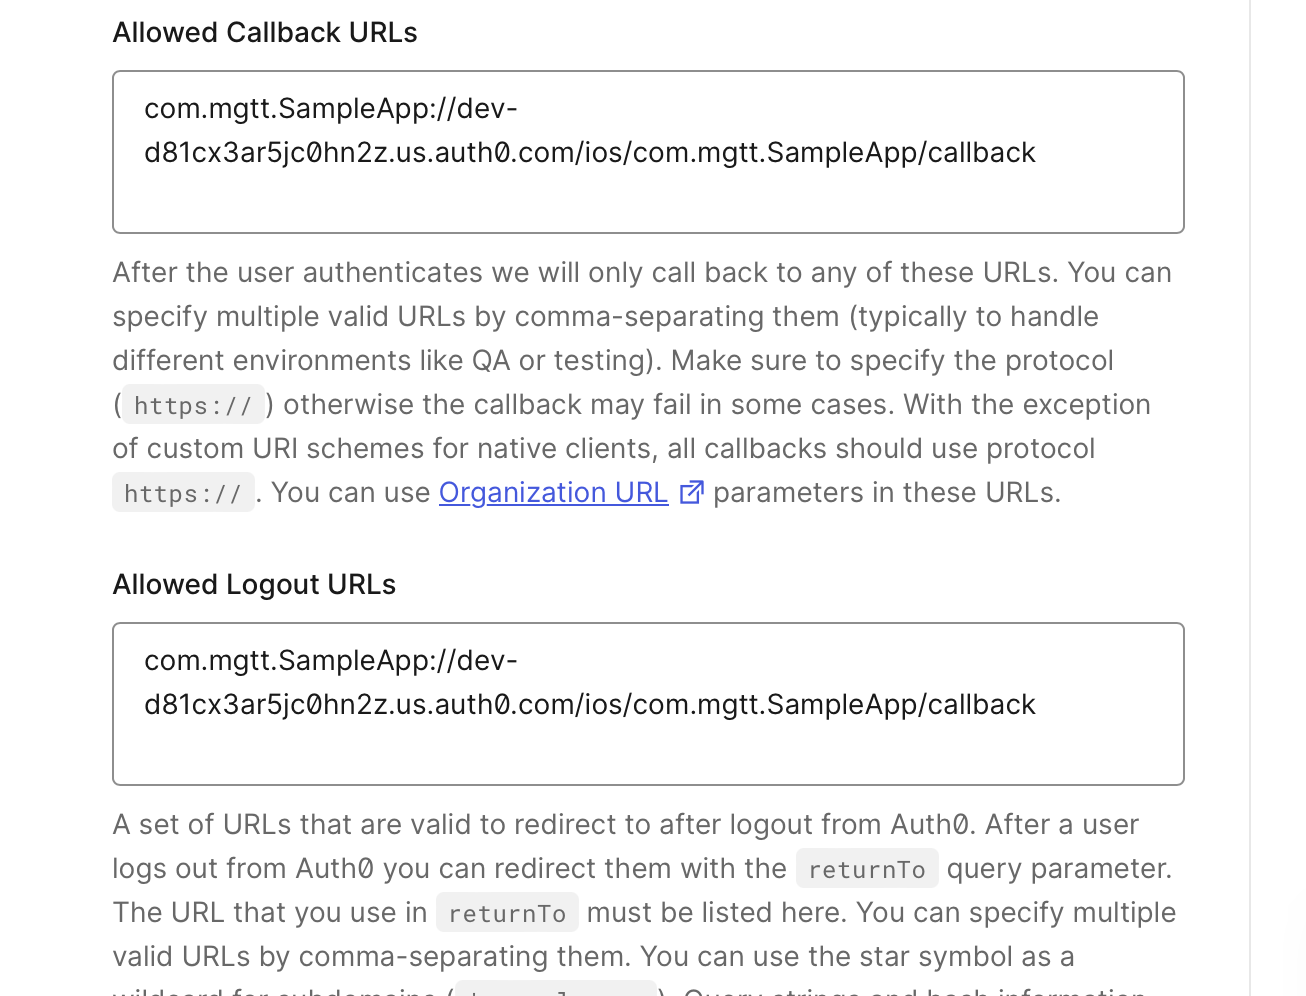 Allowed Callback URLs
com.mgtt.SampleApp://dev-
d81cx3ar5jc0hn2z.us.auth0.com/ios/com.mgtt.SampleApp/callback
After the user authenticates we will only call back to any of these URLs. You can
specify multiple valid URLs by comma-separating them (typically to handle
different environments like QA or testing). Make sure to specify the protocol
(https://) otherwise the callback may fail in some cases. With the exception
of custom URI schemes for native clients, all callbacks should use protocol
https://. You can use Organization URL parameters in these URLs.
Allowed Logout URLs
com.mgtt.SampleApp://dev-
d81cx3ar5jc0hn2z.us.auth0.com/ios/com.mgtt.SampleApp/callback
A set of URLs that are valid to redirect to after logout from Auth0. After a user
logs out from Auth0 you can redirect them with the returnTo query parameter.
The URL that you use in returnTo must be listed here. You can specify multiple
valid URLs by comma-separating them. You can use the star symbol as a
wildcard for subdomains ( ). Query strings and hash information